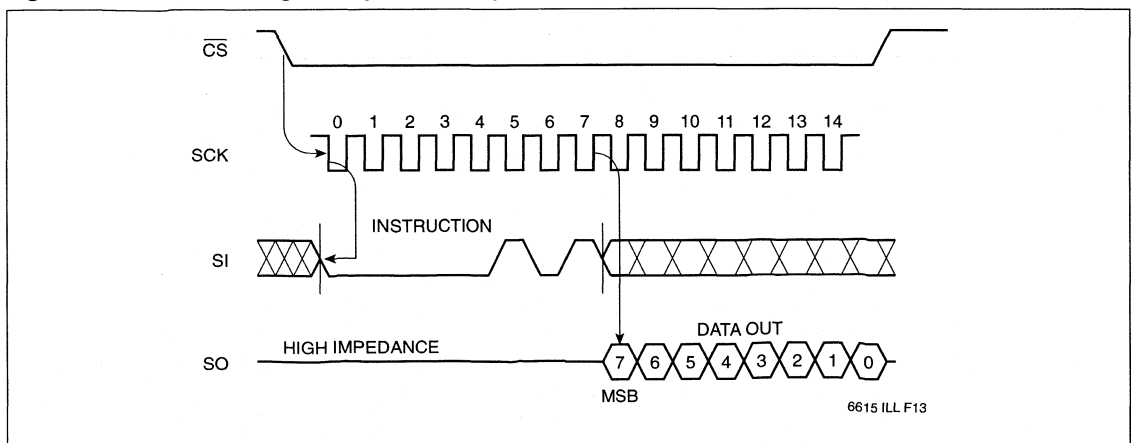 CS
0 1 2 3 4 5 6 7 8 9 10 11 12 13 14
SCK
INSTRUCTION
SI
DATA OUT
HIGH IMPEDANCE
SO
7 6 5 4 3 2 1 0
MSB
6615 ILL F13